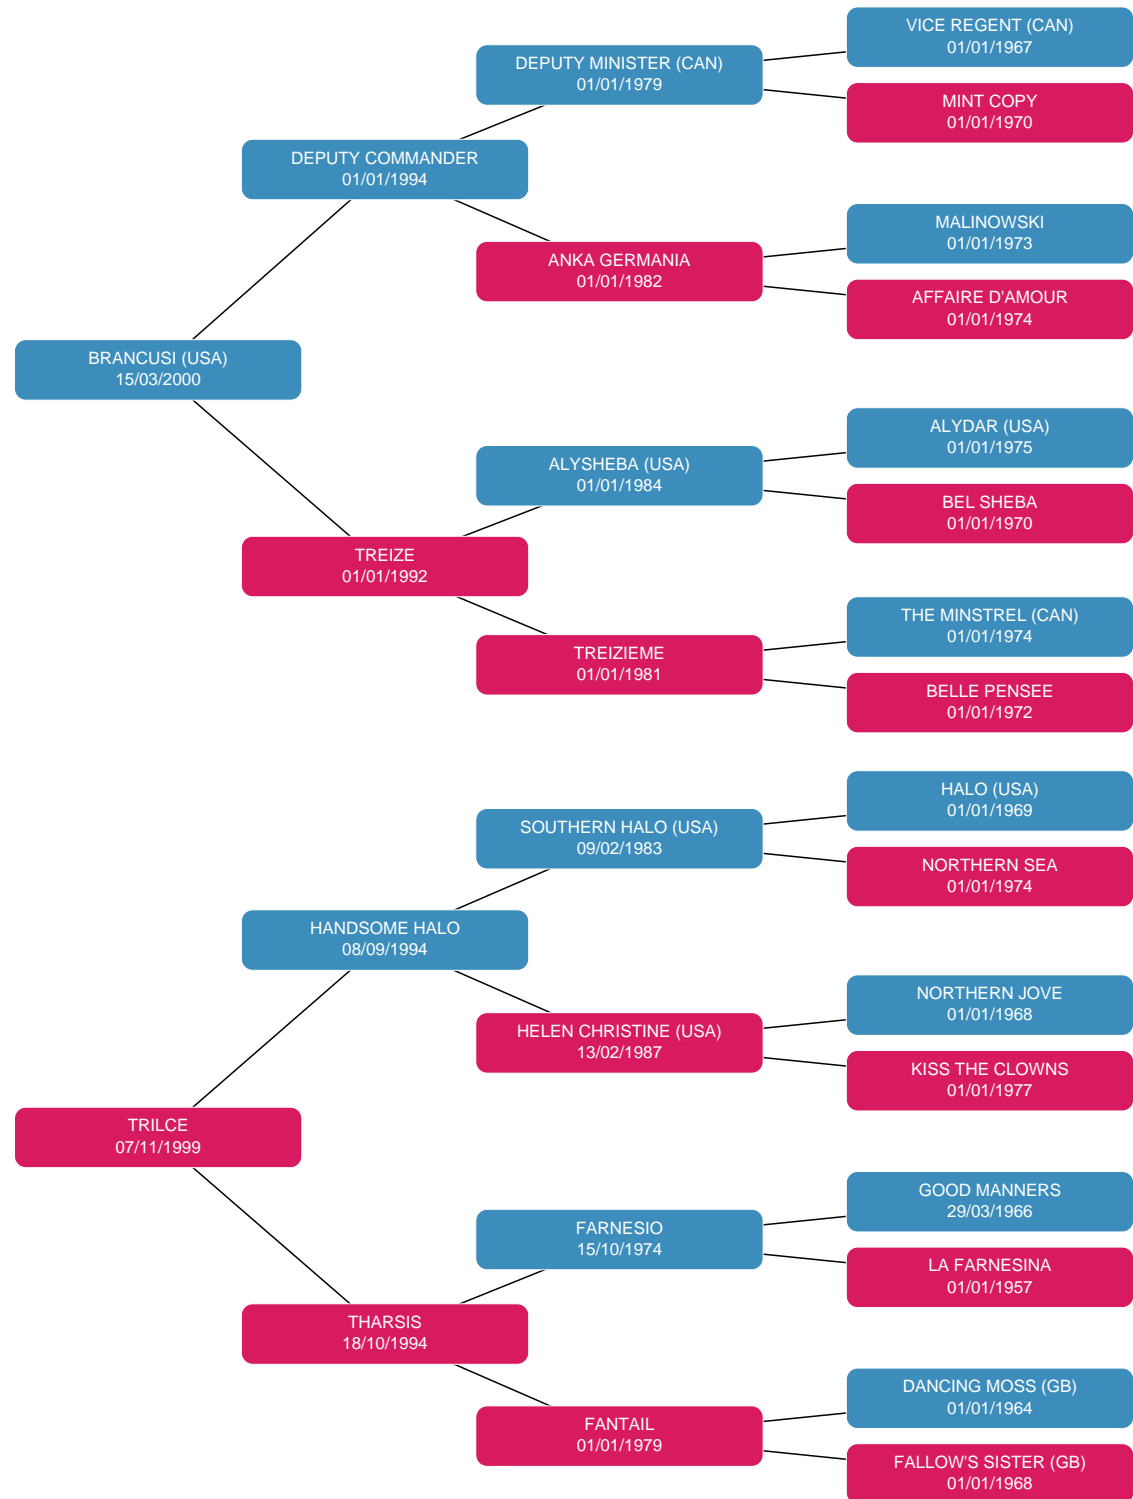 VICE REGENT (CAN)
01/01/1967
DEPUTY MINISTER (CAN)
01/01/1979
MINT COPY
01/01/1970
DEPUTY COMMANDER
01/01/1994
MALINOWSKI
01/01/1973
ANKA GERMANIA
01/01/1982
AFFAIRE D'AMOUR
01/01/1974
BRANCUSI (USA)
15/03/2000
ALYDAR (USA)
01/01/1975
ALYSHEBA (USA)
01/01/1984
BEL SHEBA
01/01/1970
TREIZE
01/01/1992
THE MINSTREL (CAN)
01/01/1974
TREIZIEME
01/01/1981
BELLE PENSEE
01/01/1972
HALO (USA)
01/01/1969
SOUTHERN HALO (USA)
09/02/1983
NORTHERN SEA
01/01/1974
HANDSOME HALO
08/09/1994
NORTHERN JOVE
01/01/1968
HELEN CHRISTINE (USA)
13/02/1987
KISS THE CLOWNS
01/01/1977
TRILCE
07/11/1999
GOOD MANNERS
29/03/1966
FARNESIO
15/10/1974
LA FARNESINA
01/01/1957
THARSIS
18/10/1994
DANCING MOSS (GB)
01/01/1964
FANTAIL
01/01/1979
FALLOW'S SISTER (GB)
01/01/1968